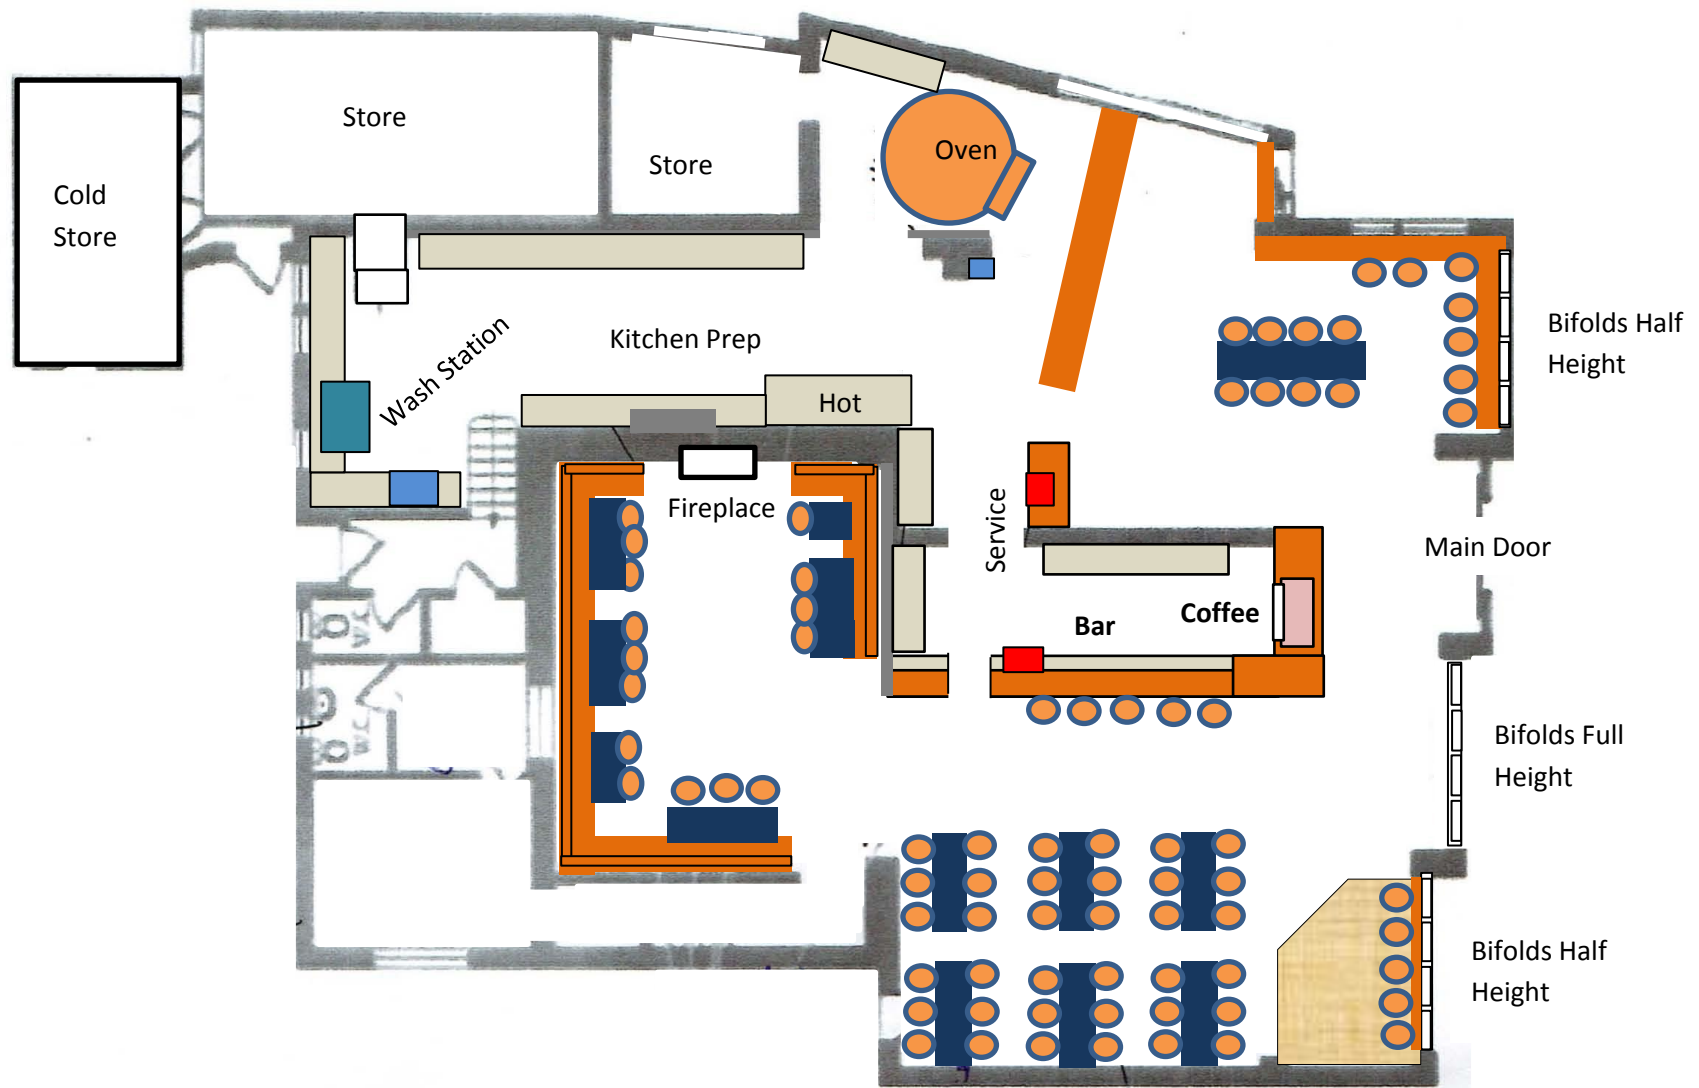 Store
Store
Oven
Cold
Store
Wash Station
Kitchen Prep
Hot
Bifolds Half
Height
Fireplace
Service
Main Door
Bar
Coffee
Bifolds Full
Height
Bifolds Half
Height